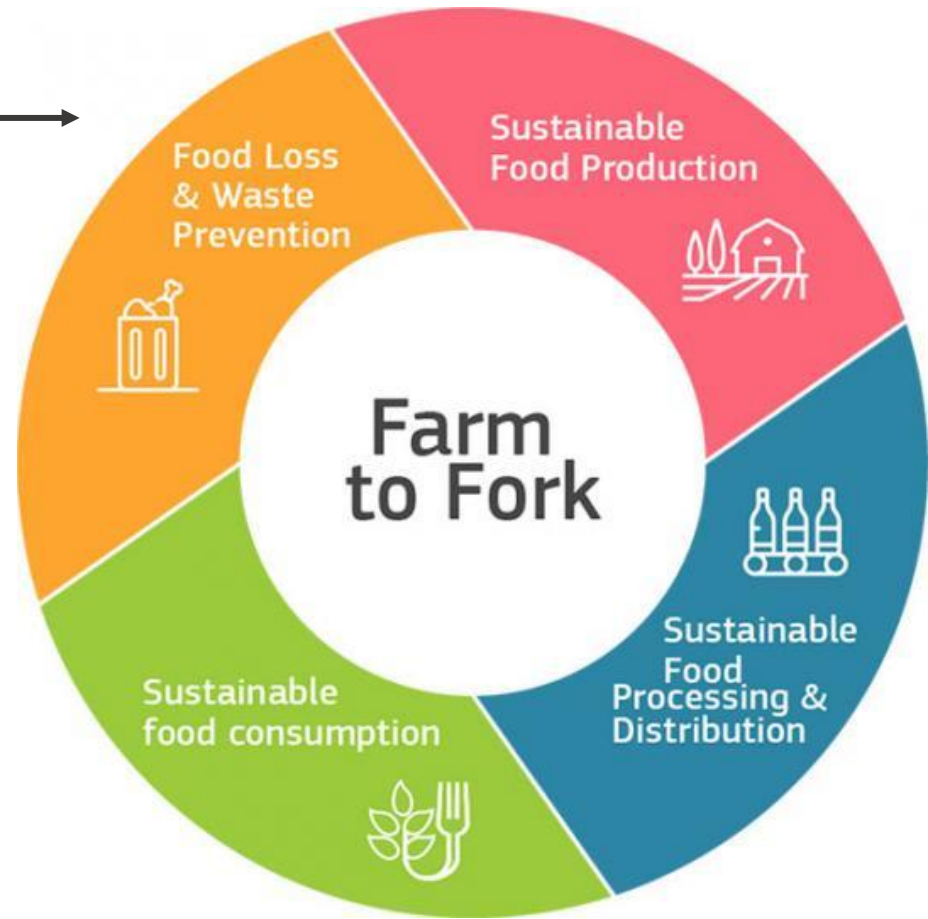 Food Loss
& Waste
Prevention
Sustainable
Food Production
Farm
to Fork
Sustainable
Food
Processing &
Distribution
Sustainable
food consumption